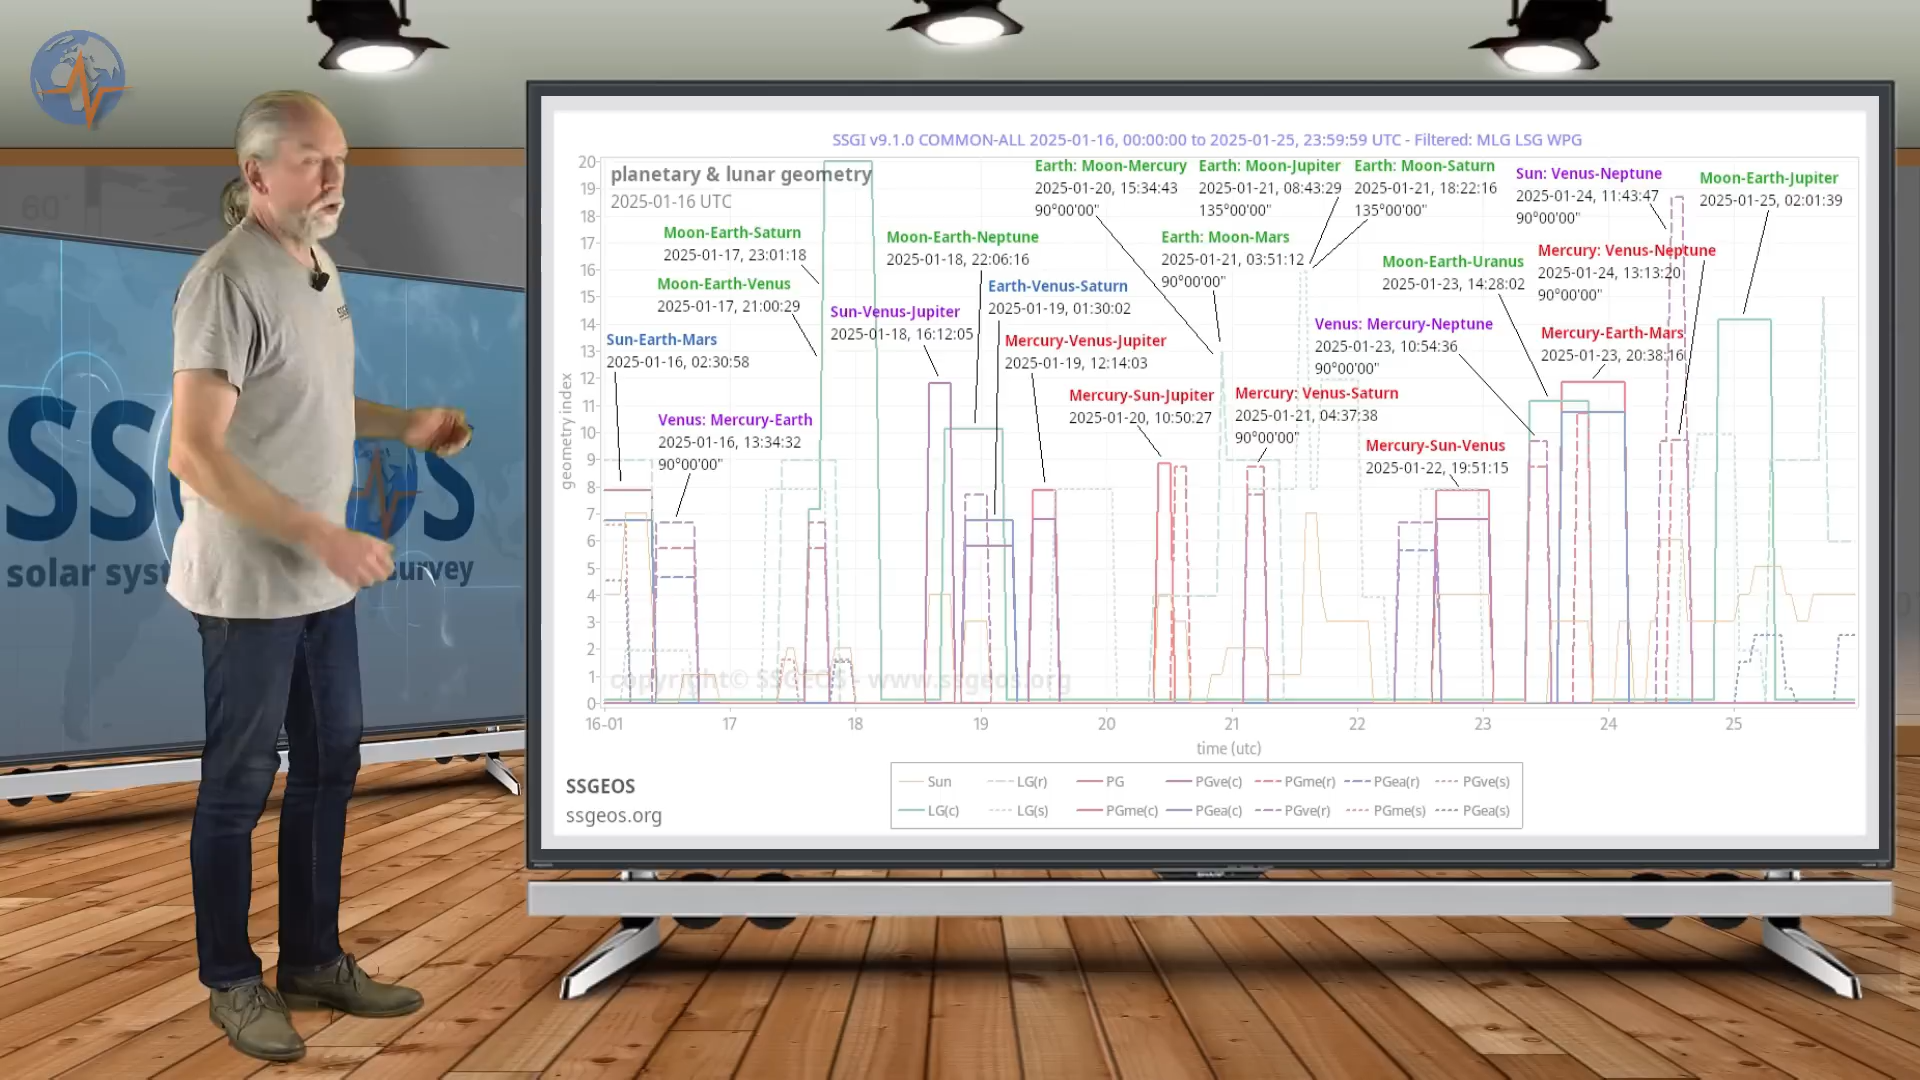 SSGI v9.1.0 COMMON-ALL 2025-01-16, 00:00:00 to 2025-01-25, 23:59:59 UTC - Filtered: MLG LSG WPG
planetary & lunar geometry
2025-01-16 UTC
Moon-Earth-Saturn
2025-01-17, 23:01:18
Moon-Earth-Venus
2025-01-17, 21:00:29
Sun-Earth-Mars
2025-01-16, 02:30:58
Venus: Mercury-Earth
2025-01-16, 13:34:32
90°00'00"
Sun-Venus-Jupiter
2025-01-18, 16:12:05
Moon-Earth-Neptune
2025-01-18, 22:06:16
Earth-Venus-Saturn
2025-01-19, 01:30:02
Mercury-Venus-Jupiter
2025-01-19, 12:14:03
Mercury-Sun-Jupiter
2025-01-20, 10:50:27
Earth: Moon-Mercury
2025-01-20, 15:34:43
90°00'00"
Earth: Moon-Jupiter
2025-01-21, 08:43:29
135°00'00"
Earth: Moon-Saturn
2025-01-21, 18:22:16
135°00'00"
Earth: Moon-Mars
2025-01-21, 03:51:12
90°00'00"
Mercury: Venus-Saturn
2025-01-21, 04:37:38
90°00'00"
Mercury-Sun-Venus
2025-01-22, 19:51:15
Venus: Mercury-Neptune
2025-01-23, 10:54:36
90°00'00"
Moon-Earth-Uranus
2025-01-23, 14:28:02
Sun: Venus-Neptune
2025-01-24, 11:43:47
90°00'00"
Mercury: Venus-Neptune
2025-01-24, 13:13:20
90°00'00"
Mercury-Earth-Mars
2025-01-23, 20:38:16
Moon-Earth-Jupiter
2025-01-25, 02:01:39
geometry index
20
19
18
17
16
15
14
13
12
11
10
9
8
7
6
5
4
3
2
1
0
copyright© SSGEOS - www.ssgeos.org
16-01 17 18 19 20 21 22 23 24 25
time (utc)
Sun LG(r) PG PGve(c) PGme(r) PGea(r) PGve(s)
LG(c) LG(s) PGme(c) PGea(c) PGve(r) PGme(s) PGea(s)
SSGEOS
ssgeos.org
60°
solar